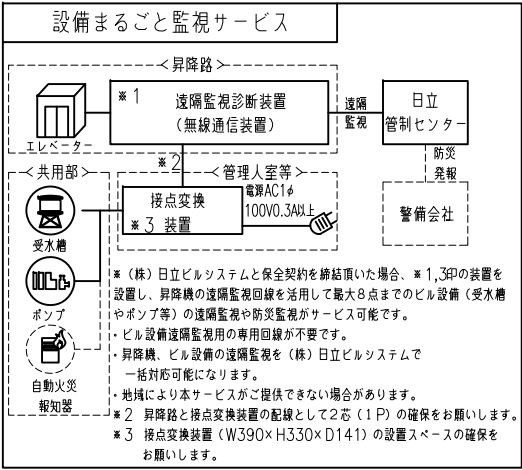 設備まるごと監視サービス
昇降路
※1
遠隔監視診断装置
(無線通信装置)
エレベーター
遠隔
監視
日立
管制センター
※2
防災
発報
警備会社
共用部
受水槽
ポンプ
自動火災
報知器
管理人室等
接点変換
※3 装置
電源AC1φ
100V0.3A以上
※(株)日立ビルシステムと保全契約を締結頂いた場合、※1,3印の装置を
設置し、昇降機の遠隔監視回線を活用して最大8点までのビル設備(受水槽
やポンプ等)の遠隔監視や防災監視がサービス可能です。
・ビル設備遠隔監視用の専用回線が不要です。
・昇降機、ビル設備の遠隔監視を(株)日立ビルシステムで
一括対応可能になります。
・地域により本サービスがご提供できない場合があります。
※2 昇降路と接点変換装置の配線として2芯(1P)の確保をお願いします。
※3 接点変換装置(W390×H330×D141)の設置スペースの確保を
お願いします。